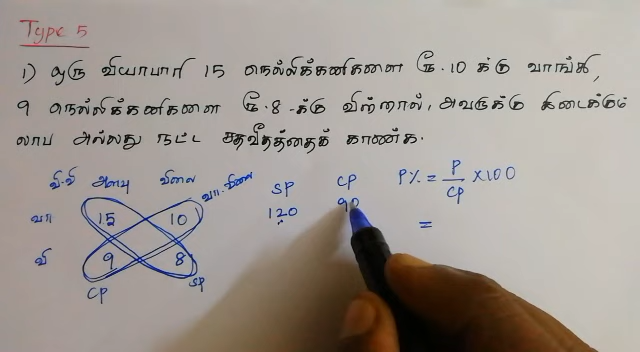 Type 5
1) ஒரு வியாபாரி 15 நெல்லிக்கனிகளை ரூ.10 க்கு வாங்கி,
9 நெல்லிக்கனிகளை ரூ.8-க்கு விற்றால், அவருக்கு கிடைக்கும்
லாப அல்லது நட்ட சதவீதத்தைக் காண்க.
வி.வி அளவு விலை வா.விலை SP CP P% = P/CP × 100
வா 15 10 120 90 =
வி 9 8
CP SP